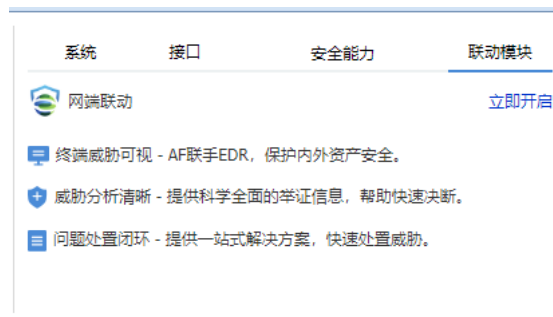 系统 接口 安全能力 联动模块
网端联动 立即开启
终端威胁可视 - AF联手EDR，保护内外资产安全。
威胁分析清晰 - 提供科学全面的举证信息，帮助快速决断。
问题处置闭环 - 提供一站式解决方案，快速处置威胁。